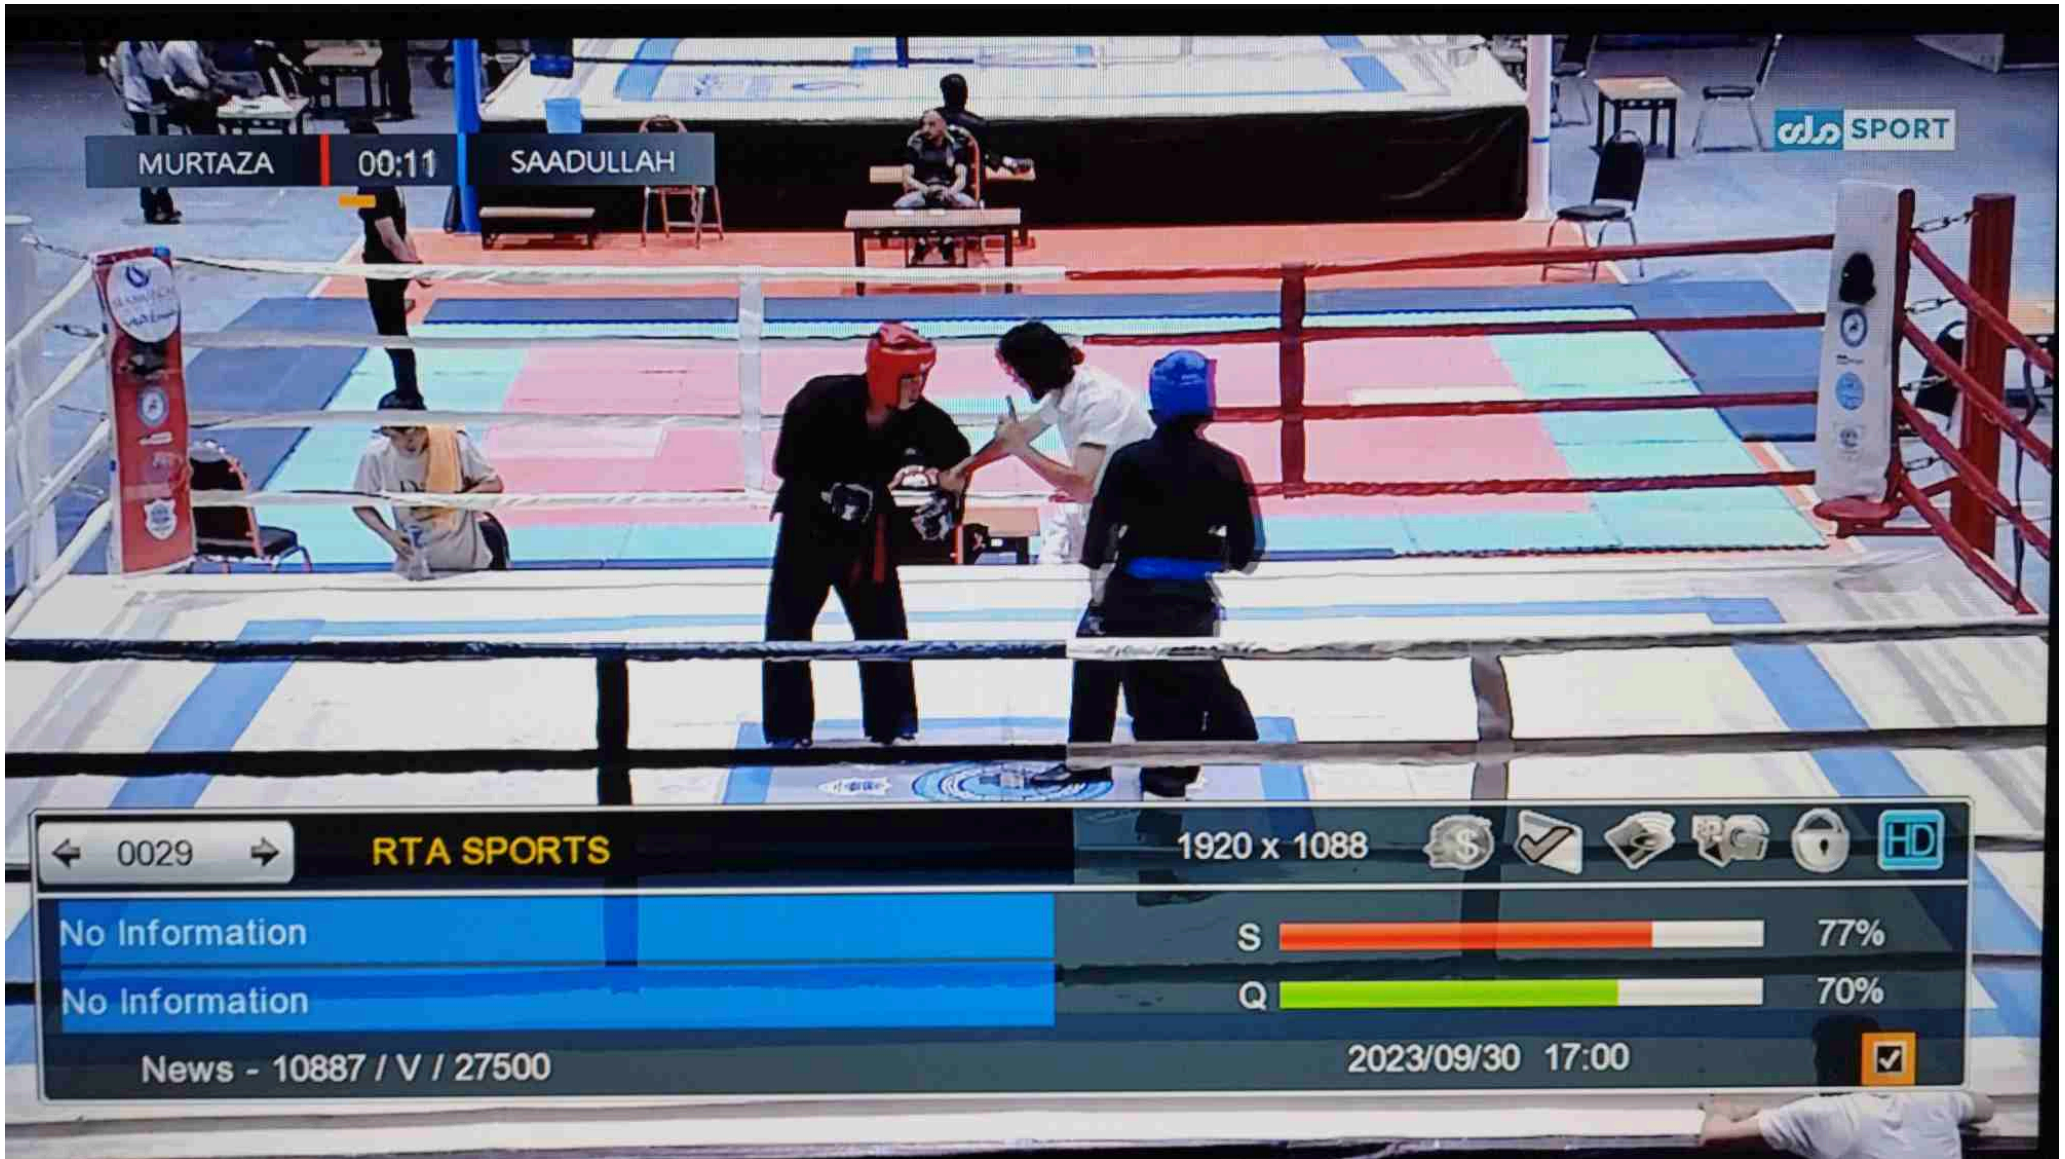 MURTAZA 00:11 SAADULLAH
ملی SPORT
0029 RTA SPORTS 1920 x 1088 HD
No Information S 77%
No Information Q 70%
News - 10887 / V / 27500 2023/09/30 17:00